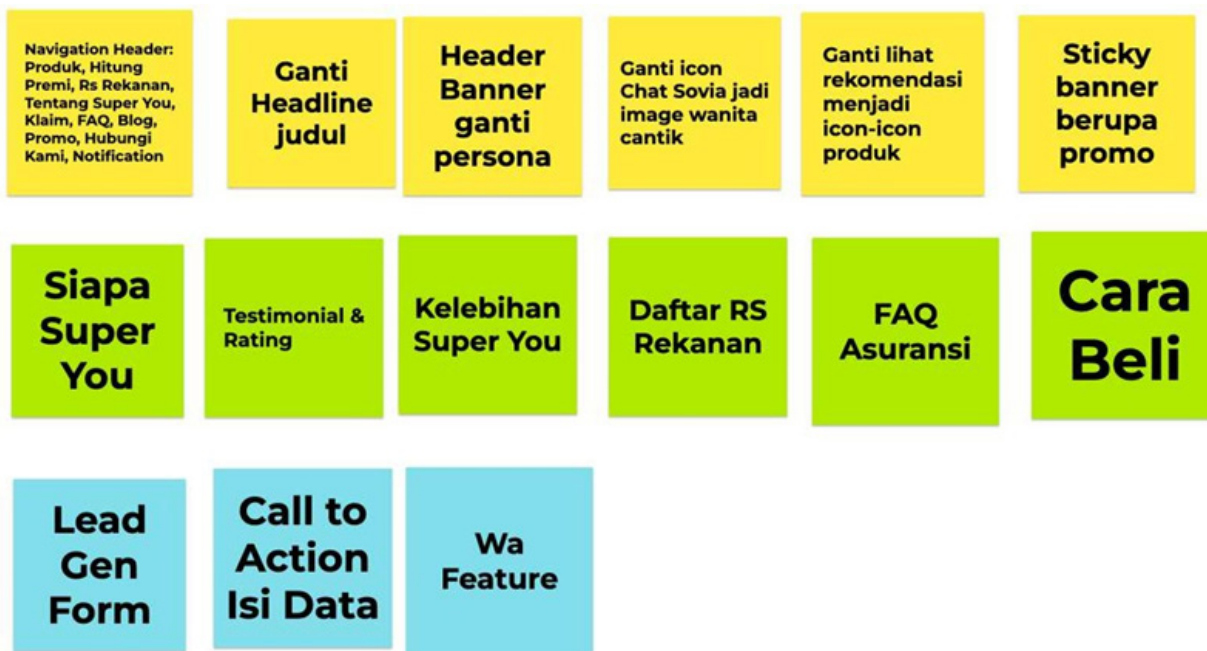 Navigation Header:
Produk, Hitung
Premi, Rs Rekanan,
Tentang Super You,
Klaim, FAQ, Blog,
Promo, Hubungi
Kami, Notification
Ganti
Headline
judul
Header
Banner
ganti
persona
Ganti icon
Chat Sovia jadi
image wanita
cantik
Ganti lihat
rekomendasi
menjadi
icon-icon
produk
Sticky
banner
berupa
promo
Siapa
Super
You
Testimonial &
Rating
Kelebihan
Super You
Daftar RS
Rekanan
FAQ
Asuransi
Cara
Beli
Lead
Gen
Form
Call to
Action
Isi Data
Wa
Feature